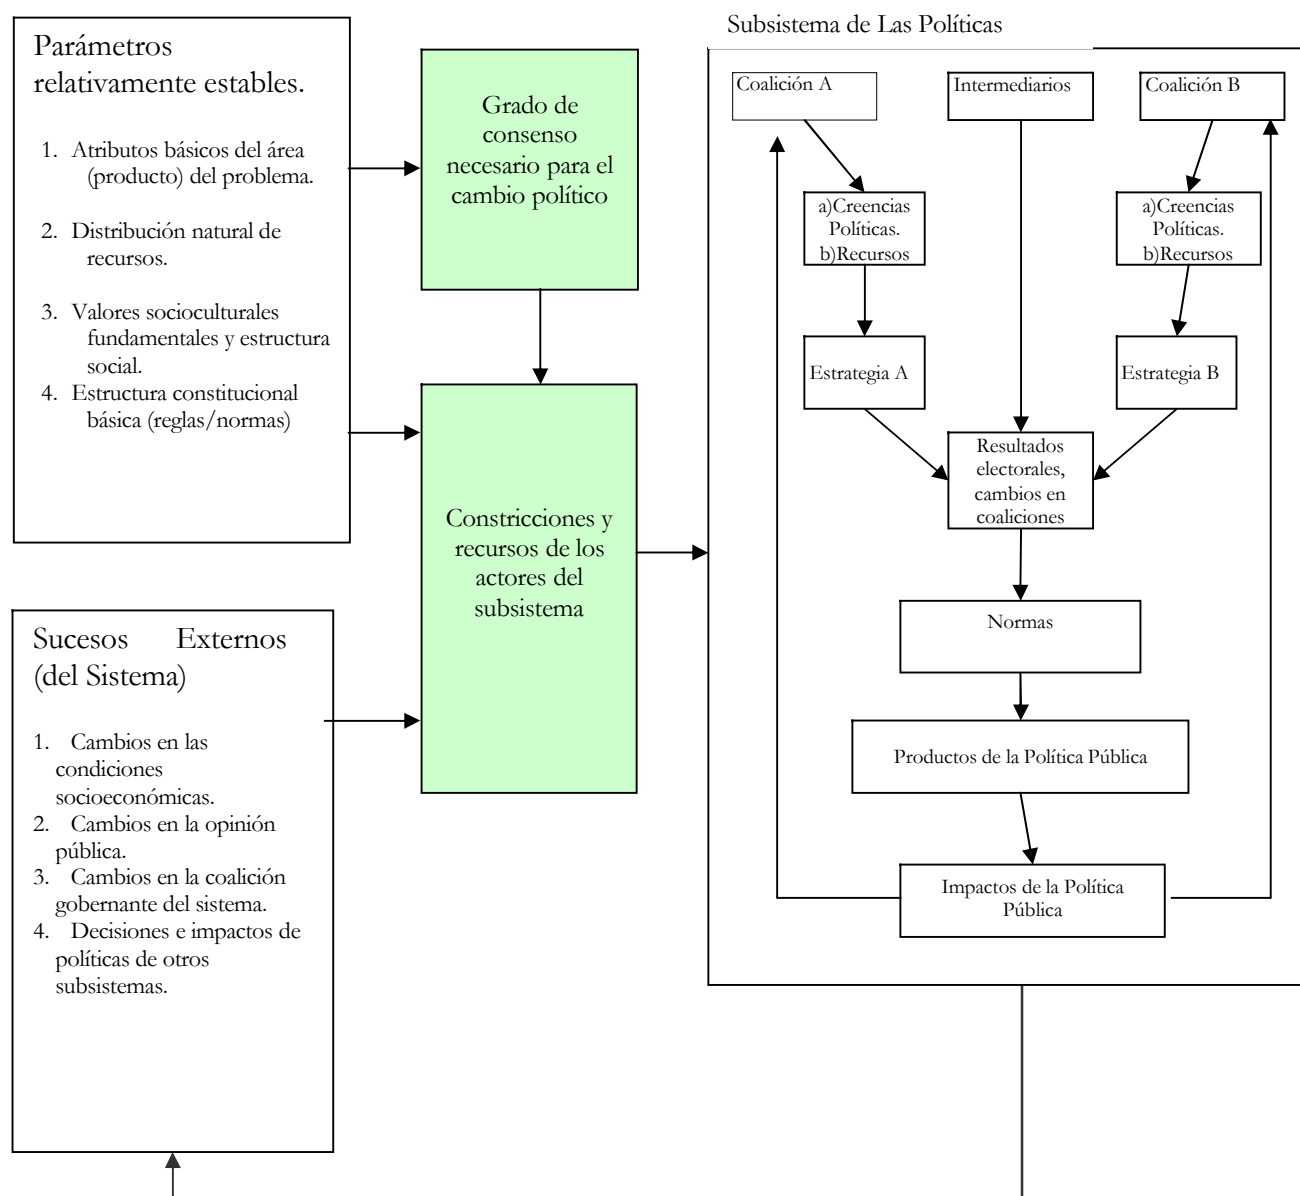 Parámetros
relativamente estables.
1. Atributos básicos del área
(producto) del problema.
2. Distribución natural de
recursos.
3. Valores socioculturales
fundamentales y estructura
social.
4. Estructura constitucional
básica (reglas/normas)
Sucesos Externos
(del Sistema)
1. Cambios en las
condiciones
socioeconómicas.
2. Cambios en la opinión
pública.
3. Cambios en la coalición
gobernante del sistema.
4. Decisiones e impactos de
políticas de otros
subsistemas.
Grado de
consenso
necesario para el
cambio político
Constricciones y
recursos de los
actores del
subsistema
Subsistema de Las Políticas
Coalición A
Intermediarios
Coalición B
a)Creencias
Políticas.
b)Recursos
a)Creencias
Políticas.
b)Recursos
Estrategia A
Estrategia B
Resultados
electorales,
cambios en
coaliciones
Normas
Productos de la Política Pública
Impactos de la Política
Pública